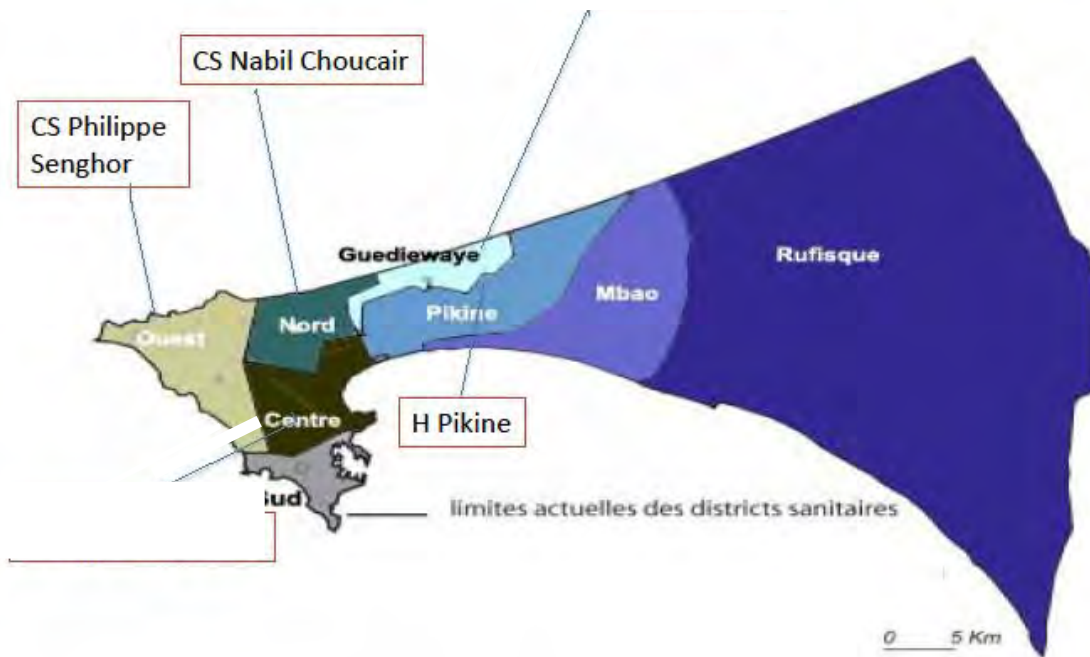 CS Nabil Choucair
CS Philippe
Senghor
Guediewaye
Rufisque
Mbao
Nord
Pikine
Ouest
Centre
H Pikine
Sud
limites actuelles des districts sanitaires
0 5 Km